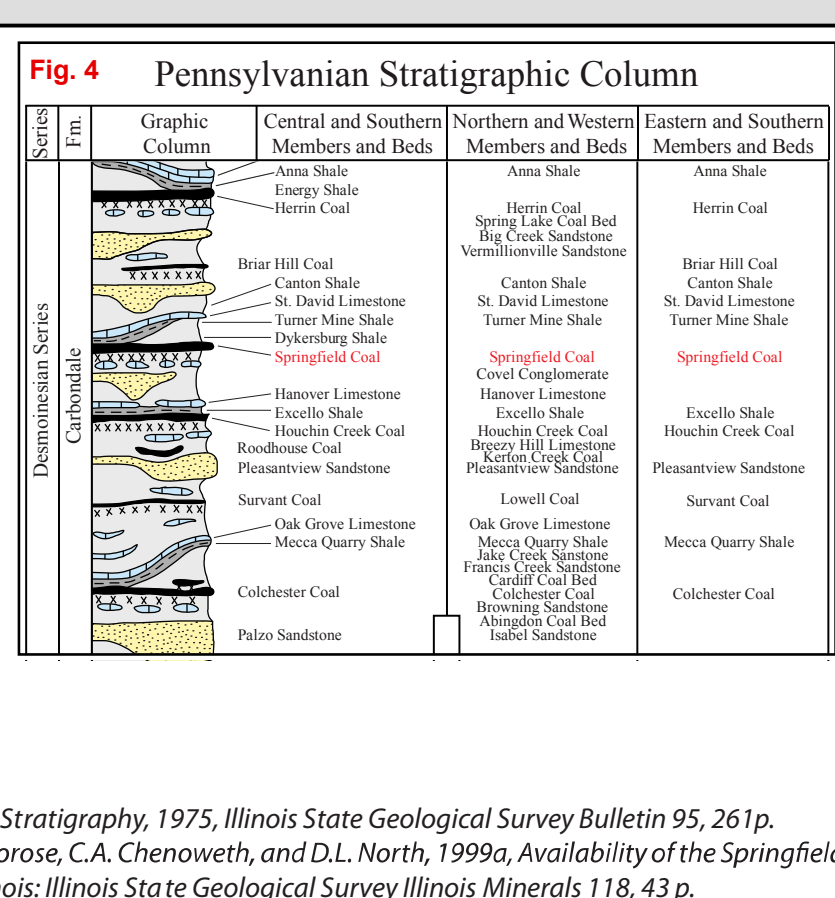 Fig. 4
Pennsylvanian Stratigraphic Column
Series
Fm.
Graphic
Column
Central and Southern
Members and Beds
Northern and Western
Members and Beds
Eastern and Southern
Members and Beds
Desmoinesian Series
Carbondale
Anna Shale
Energy Shale
Herrin Coal
Briar Hill Coal
Canton Shale
St. David Limestone
Turner Mine Shale
Dykersburg Shale
Springfield Coal
Hanover Limestone
Excello Shale
Houchin Creek Coal
Roodhouse Coal
Pleasantview Sandstone
Survant Coal
Oak Grove Limestone
Mecca Quarry Shale
Colchester Coal
Palzo Sandstone
Anna Shale
Herrin Coal
Spring Lake Coal Bed
Big Creek Sandstone
Vermillionville Sandstone
Canton Shale
St. David Limestone
Turner Mine Shale
Springfield Coal
Covel Conglomerate
Hanover Limestone
Excello Shale
Houchin Creek Coal
Breezy Hill Limestone
Kerton Creek Coal
Pleasantview Sandstone
Lowell Coal
Oak Grove Limestone
Mecca Quarry Shale
Jake Creek Sanstone
Francis Creek Sandstone
Cardiff Coal Bed
Colchester Coal
Browning Sandstone
Abingdon Coal Bed
Isabel Sandstone
Anna Shale
Herrin Coal
Briar Hill Coal
Canton Shale
St. David Limestone
Turner Mine Shale
Springfield Coal
Excello Shale
Houchin Creek Coal
Pleasantview Sandstone
Survant Coal
Mecca Quarry Shale
Colchester Coal
Stratigraphy, 1975, Illinois State Geological Survey Bulletin 95, 261p.
orose, C.A. Chenoweth, and D.L. North, 1999a, Availability of the Springfield
nois: Illinois State Geological Survey Illinois Minerals 118, 43 p.